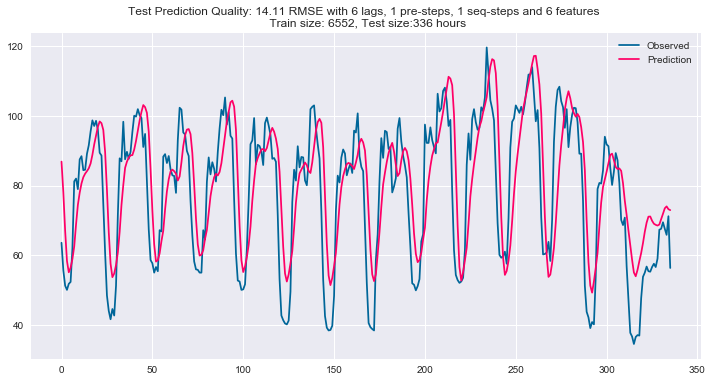 Test Prediction Quality: 14.11 RMSE with 6 lags, 1 pre-steps, 1 seq-steps and 6 features
Train size: 6552, Test size:336 hours
Observed
Prediction
120
100
80
60
40
0 50 100 150 200 250 300 350